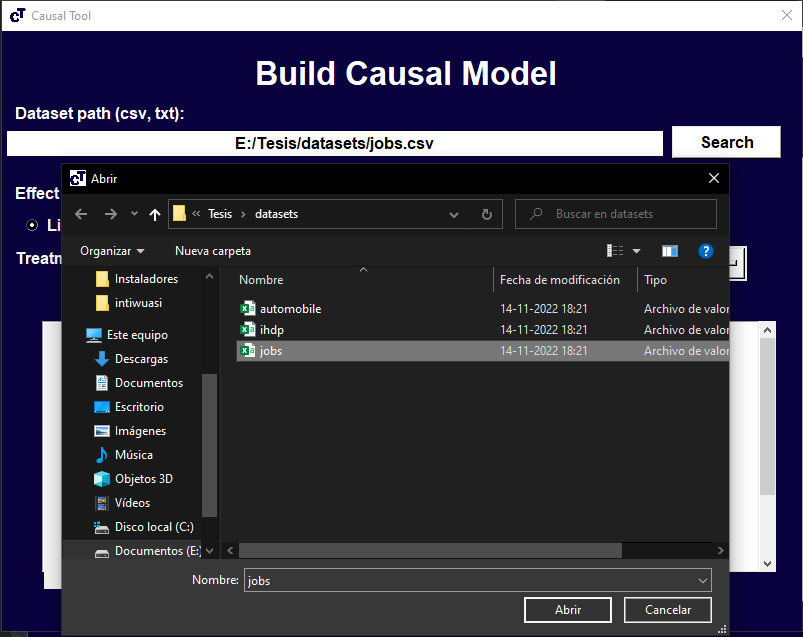 cT Causal Tool
Build Causal Model
Dataset path (csv, txt):
E:/Tesis/datasets/jobs.csv
Search
Effect
Li
Treatm
cT Abrir
« Tesis › datasets
Buscar en datasets
Organizar
Nueva carpeta
Instaladores
intiwuasi
Este equipo
Descargas
Documentos
Escritorio
Imágenes
Música
Objetos 3D
Vídeos
Disco local (C:)
Documentos (E:)
Nombre Fecha de modificación Tipo
automobile 14-11-2022 18:21 Archivo de valor
ihdp 14-11-2022 18:21 Archivo de valor
jobs 14-11-2022 18:21 Archivo de valor
Nombre: jobs
Abrir
Cancelar